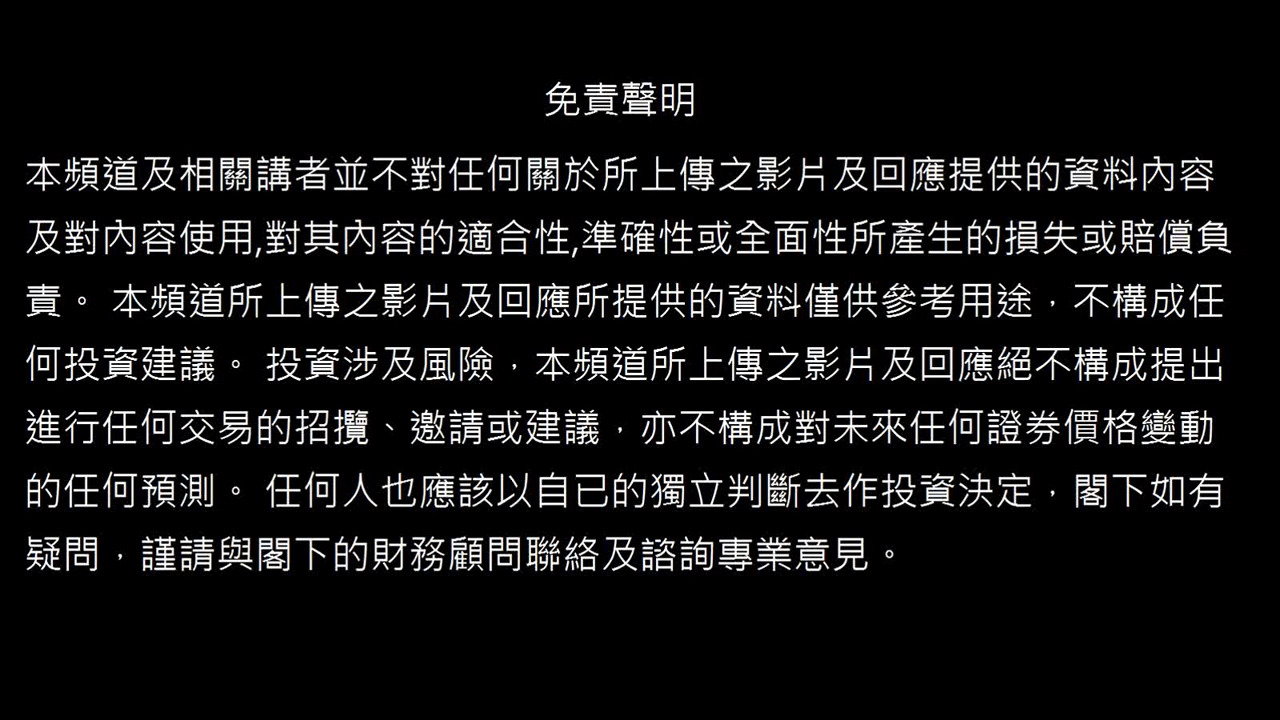 免責聲明
本頻道及相關講者並不對任何關於所上傳之影片及回應提供的資料內容
及對內容使用,對其內容的適合性,準確性或全面性所產生的損失或賠償負
責。 本頻道所上傳之影片及回應所提供的資料僅供參考用途，不構成任
何投資建議。 投資涉及風險，本頻道所上傳之影片及回應絕不構成提出
進行任何交易的招攬、邀請或建議，亦不構成對未來任何證券價格變動
的任何預測。 任何人也應該以自已的獨立判斷去作投資決定，閣下如有
疑問，謹請與閣下的財務顧問聯絡及諮詢專業意見。